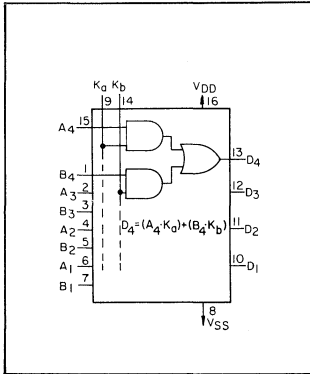 Ka Kb
9 14
VDD
16
15
A4
13
D4
1
B4
12
D3
2
A3
3
B3
D4=(A4·Ka)+(B4·Kb)
4
A2
11
D2
5
B2
6
A1
10
D1
7
B1
8
VSS